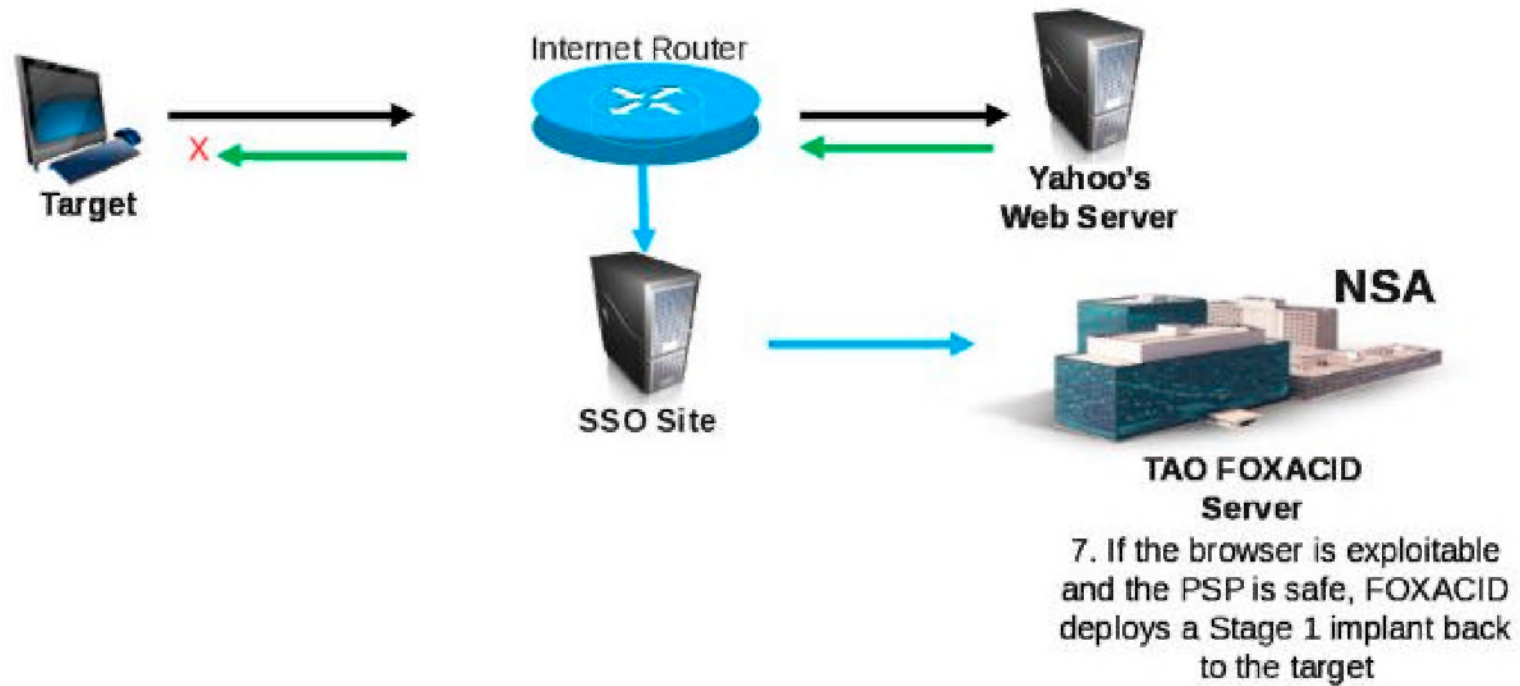 Internet Router
X
Target
Yahoo's
Web Server
SSO Site
NSA
TAO FOXACID
Server
7. If the browser is exploitable
and the PSP is safe, FOXACID
deploys a Stage 1 implant back
to the target